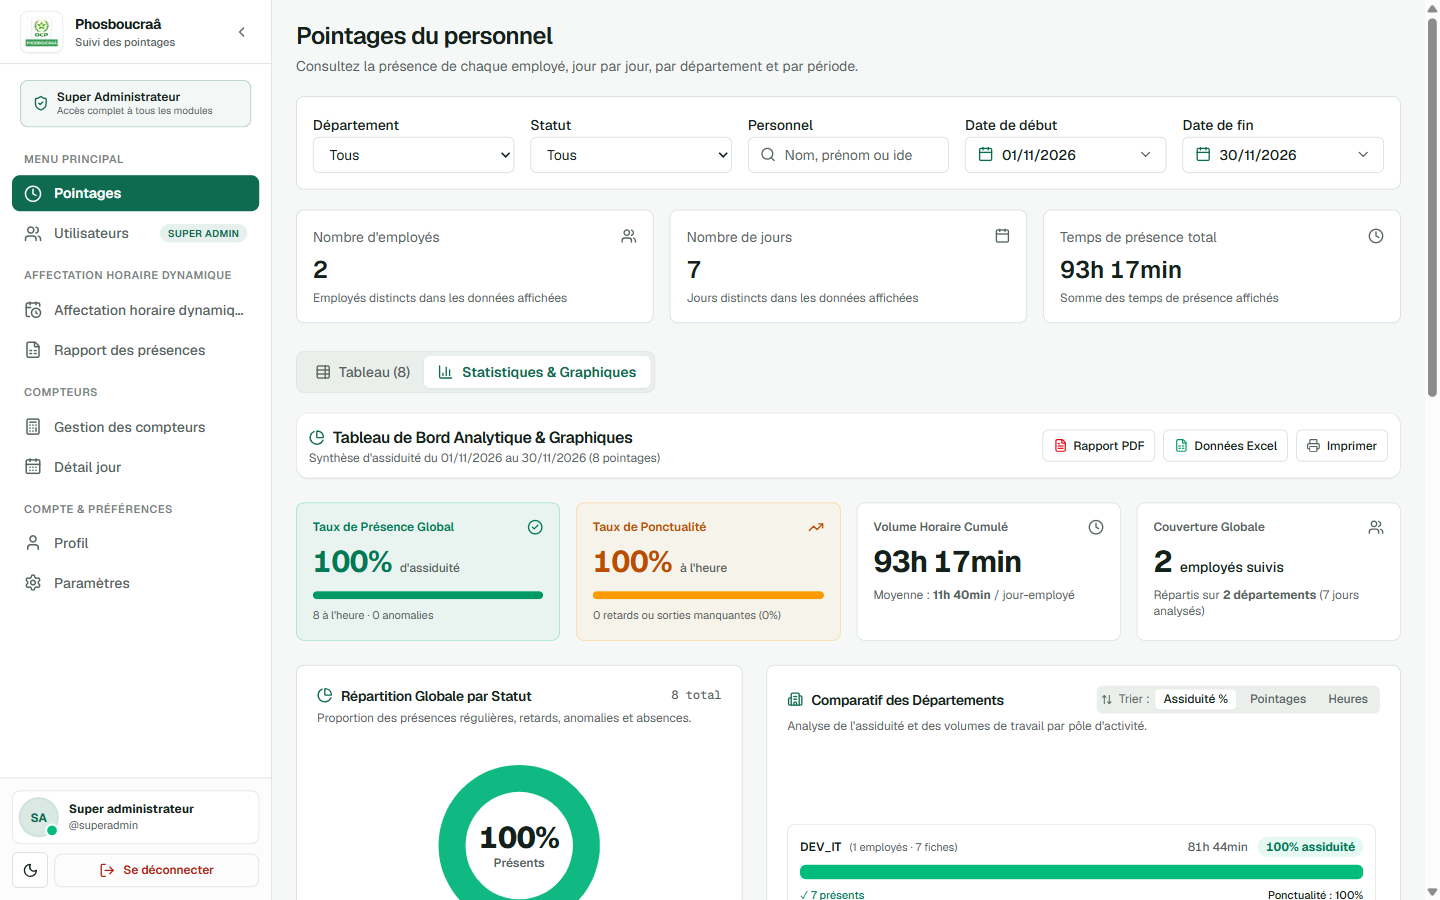 OCP
PHOSBOUCRAA
Phosboucraâ
Suivi des pointages
Super Administrateur
Accès complet à tous les modules
MENU PRINCIPAL
Pointages
Utilisateurs
SUPER ADMIN
AFFECTATION HORAIRE DYNAMIQUE
Affectation horaire dynamiq...
Rapport des présences
COMPTEURS
Gestion des compteurs
Détail jour
COMPTE & PRÉFÉRENCES
Profil
Paramètres
SA
Super administrateur
@superadmin
Se déconnecter
Pointages du personnel
Consultez la présence de chaque employé, jour par jour, par département et par période.
Département
Statut
Personnel
Date de début
Date de fin
Tous
Tous
Nom, prénom ou ide
01/11/2026
30/11/2026
Nombre d'employés
2
Employés distincts dans les données affichées
Nombre de jours
7
Jours distincts dans les données affichées
Temps de présence total
93h 17min
Somme des temps de présence affichés
Tableau (8)
Statistiques & Graphiques
Tableau de Bord Analytique & Graphiques
Synthèse d'assiduité du 01/11/2026 au 30/11/2026 (8 pointages)
Rapport PDF
Données Excel
Imprimer
Taux de Présence Global
100% d'assiduité
8 à l'heure · 0 anomalies
Taux de Ponctualité
100% à l'heure
0 retards ou sorties manquantes (0%)
Volume Horaire Cumulé
93h 17min
Moyenne : 11h 40min / jour-employé
Couverture Globale
2 employés suivis
Répartis sur 2 départements (7 jours
analysés)
Répartition Globale par Statut
8 total
Proportion des présences régulières, retards, anomalies et absences.
100%
Présents
Comparatif des Départements
Trier :
Assiduité %
Pointages
Heures
Analyse de l'assiduité et des volumes de travail par pôle d'activité.
DEV_IT (1 employés · 7 fiches)
81h 44min
100% assiduité
✓ 7 présents
Ponctualité : 100%